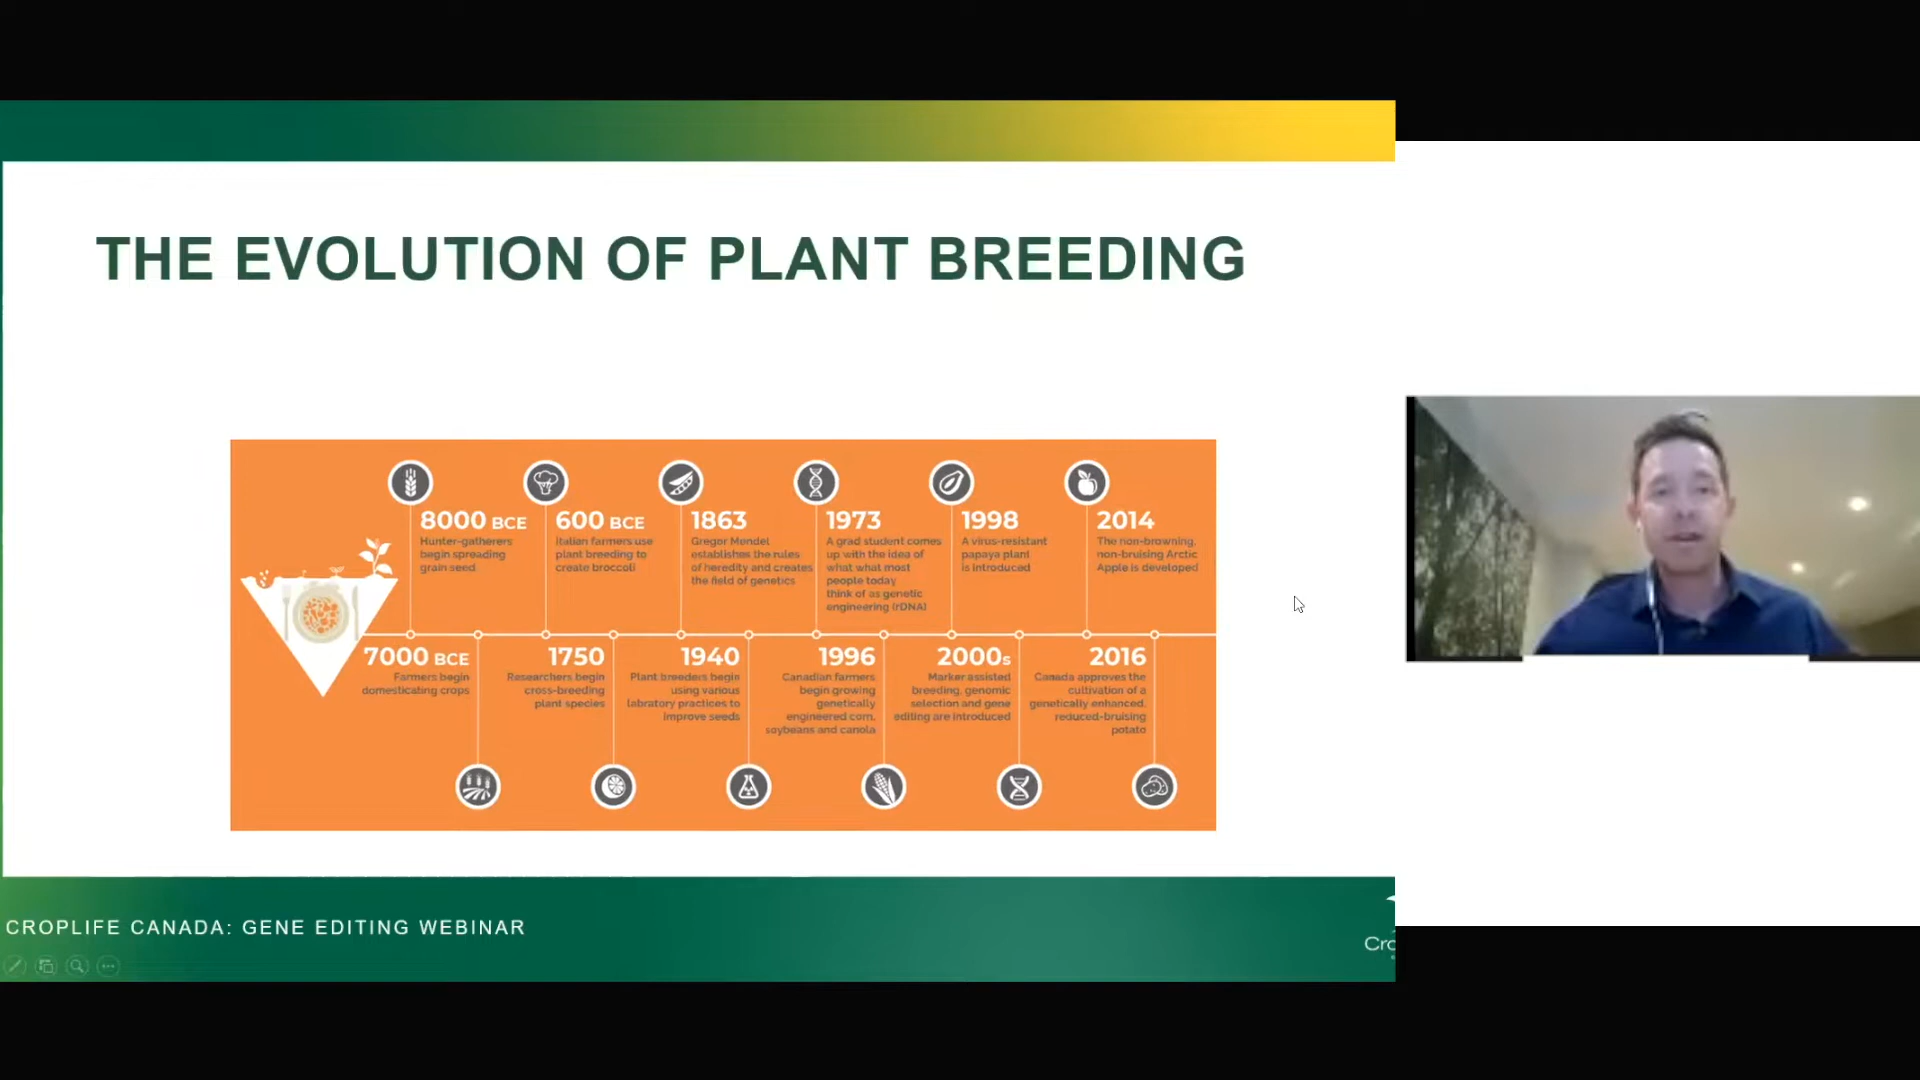 THE EVOLUTION OF PLANT BREEDING
8000 BCE
Hunter-gatherers
begin spreading
grain seed
600 BCE
Italian farmers use
plant breeding to
create broccoli
1863
Gregor Mendel
establishes the rules
of heredity and creates
the field of genetics
1973
A grad student comes
up with the idea of
what what most
people today
think of as genetic
engineering (rDNA)
1998
A virus-resistant
papaya plant
is introduced
2014
The non-browning,
non-bruising Arctic
Apple is developed
7000 BCE
Farmers begin
domesticating crops
1750
Researchers begin
cross-breeding
plant species
1940
Plant breeders begin
using various
labratory practices to
improve seeds
1996
Canadian farmers
begin growing
genetically
engineered corn,
soybeans and canola
2000s
Marker assisted
breeding, genomic
selection and gene
editing are introduced
2016
Canada approves the
cultivation of a
genetically enhanced,
reduced-bruising
potato
CROPLIFE CANADA: GENE EDITING WEBINAR
Cro